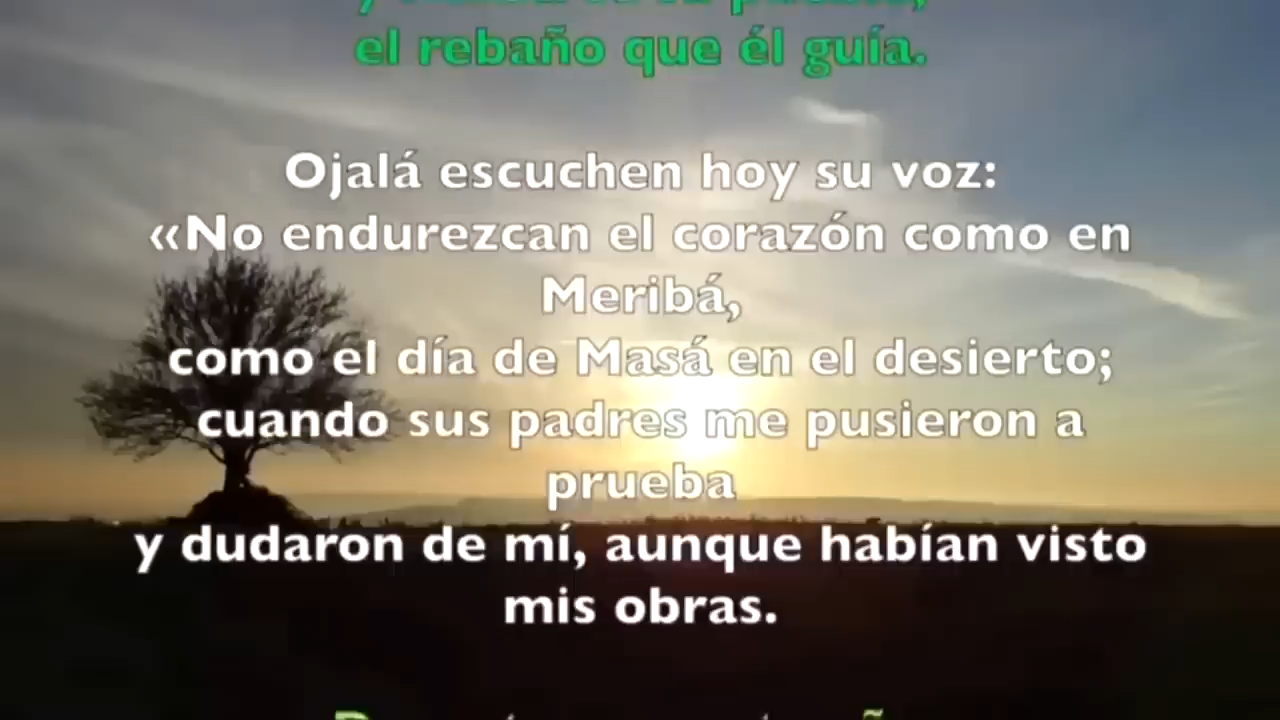 el rebaño que él guía.
Ojalá escuchen hoy su voz:
«No endurezcan el corazón como en
Meribá,
como el día de Masá en el desierto;
cuando sus padres me pusieron a
prueba
y dudaron de mí, aunque habían visto
mis obras.